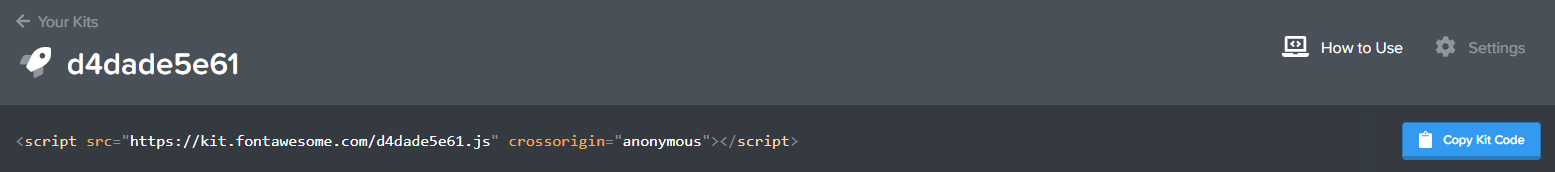 Your Kits
d4dade5e61
How to Use
Settings
<script src="https://kit.fontawesome.com/d4dade5e61.js" crossorigin="anonymous"></script>
Copy Kit Code